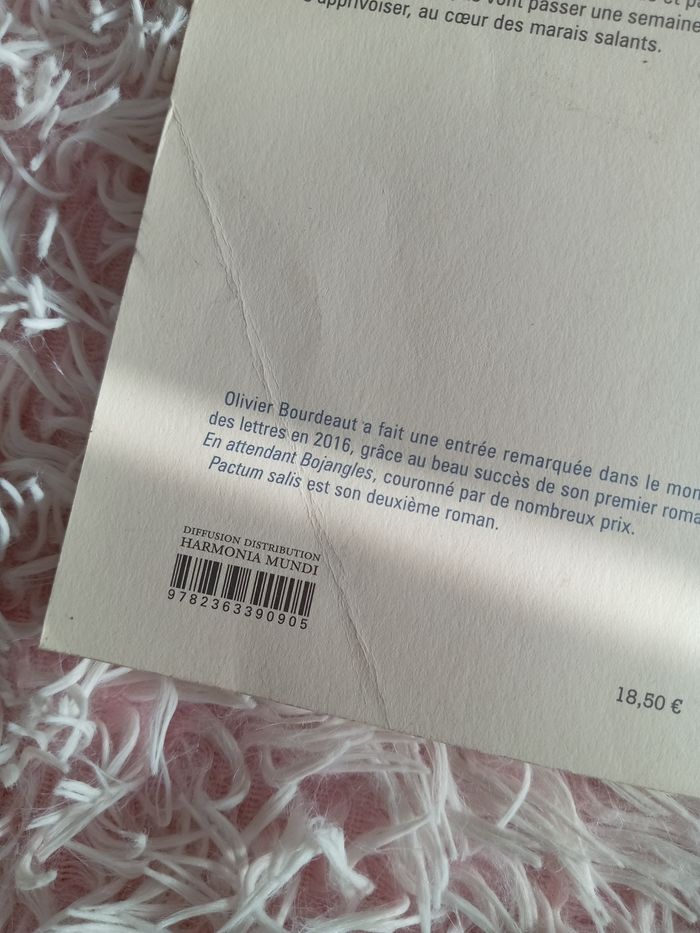 vont passer une semaine
apprivoiser, au cœur des marais salants.
Olivier Bourdeaut a fait une entrée remarquée dans le mon
des lettres en 2016, grâce au beau succès de son premier roma
En attendant Bojangles, couronné par de nombreux prix.
Pactum salis est son deuxième roman.
DIFFUSION DISTRIBUTION
HARMONIA MUNDI
9782363390905
18,50 €